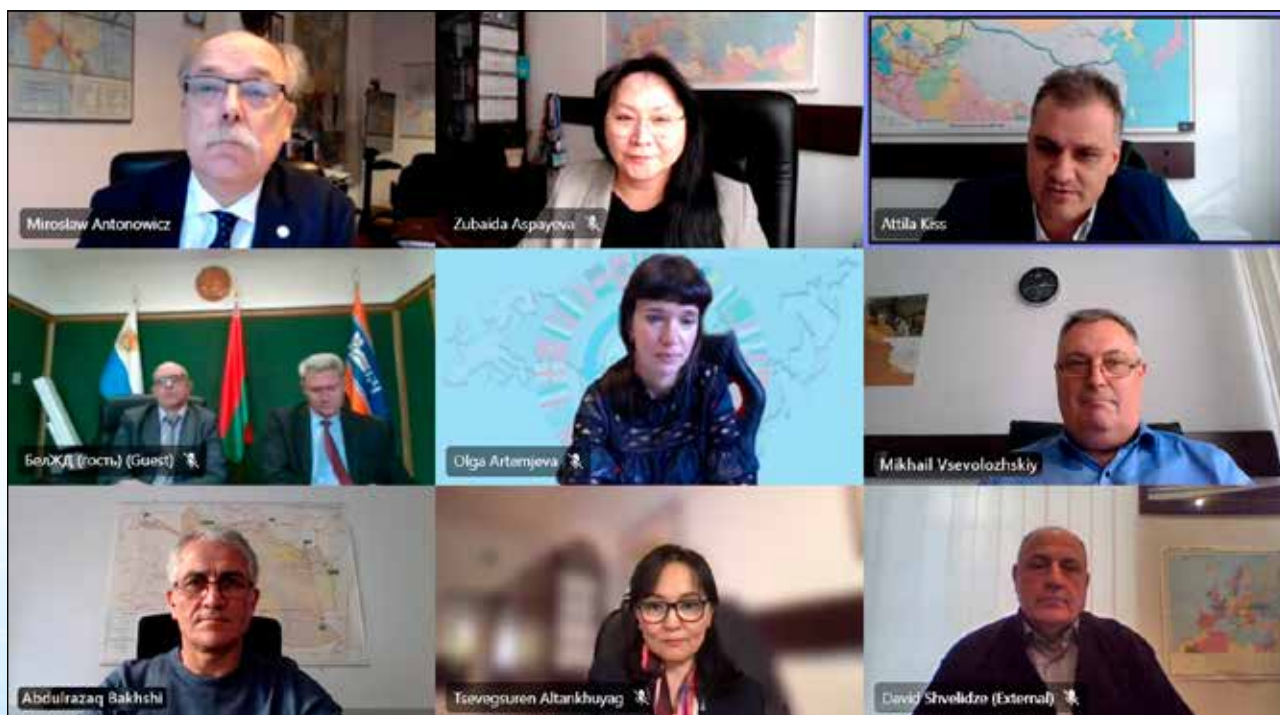 Mirosław Antonowicz
Zubaida Aspayeva
Attila Kiss
БелЖД (гость) (Guest)
Olga Artemjeva
Mikhail Vsevolozhskiy
Abdulrazaq Bakhshi
Tsevegsuren Altankhuyag
David Shvelidze (External)